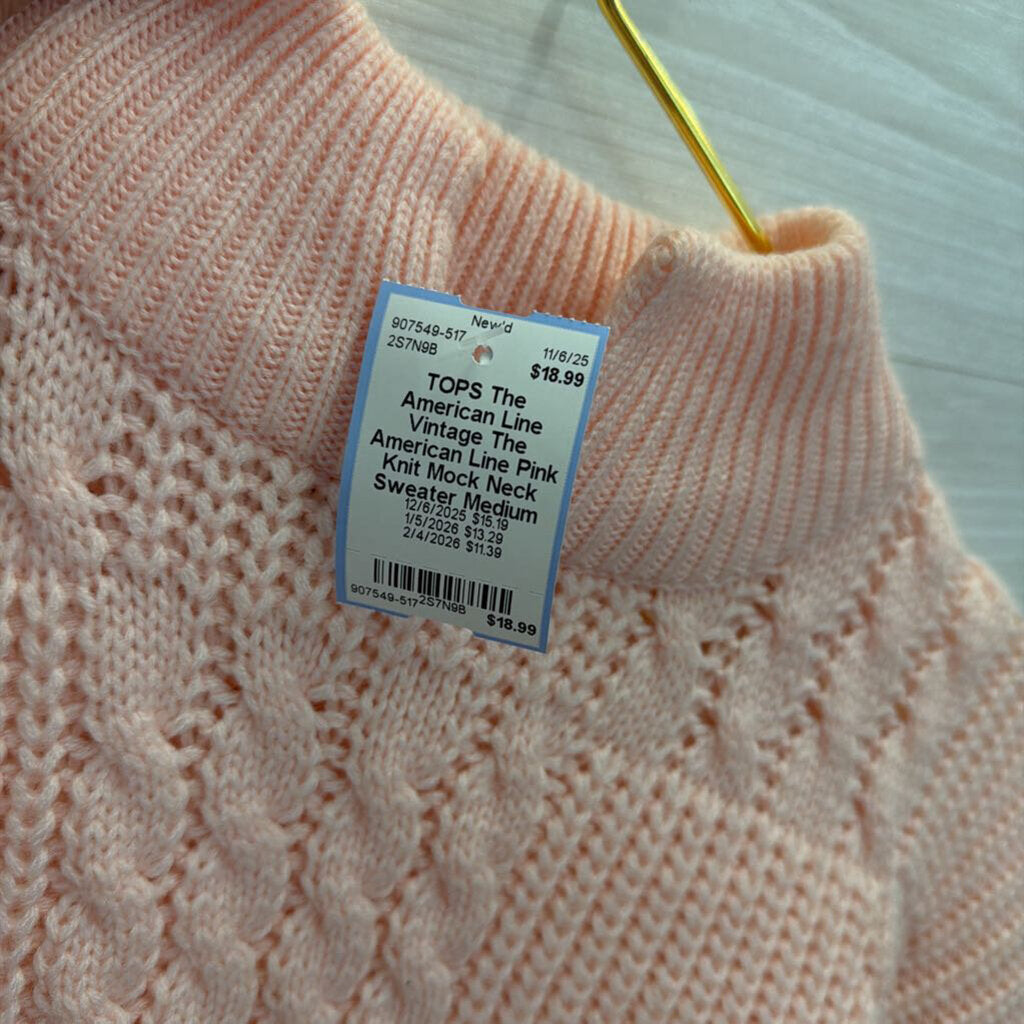 New'd
907549-517
2S7N9B
11/6/25
$18.99
TOPS The
American Line
Vintage The
American Line Pink
Knit Mock Neck
Sweater Medium
12/6/2025 $15.19
1/5/2026 $13.29
2/4/2026 $11.39
907549-517 2S7N9B
$18.99